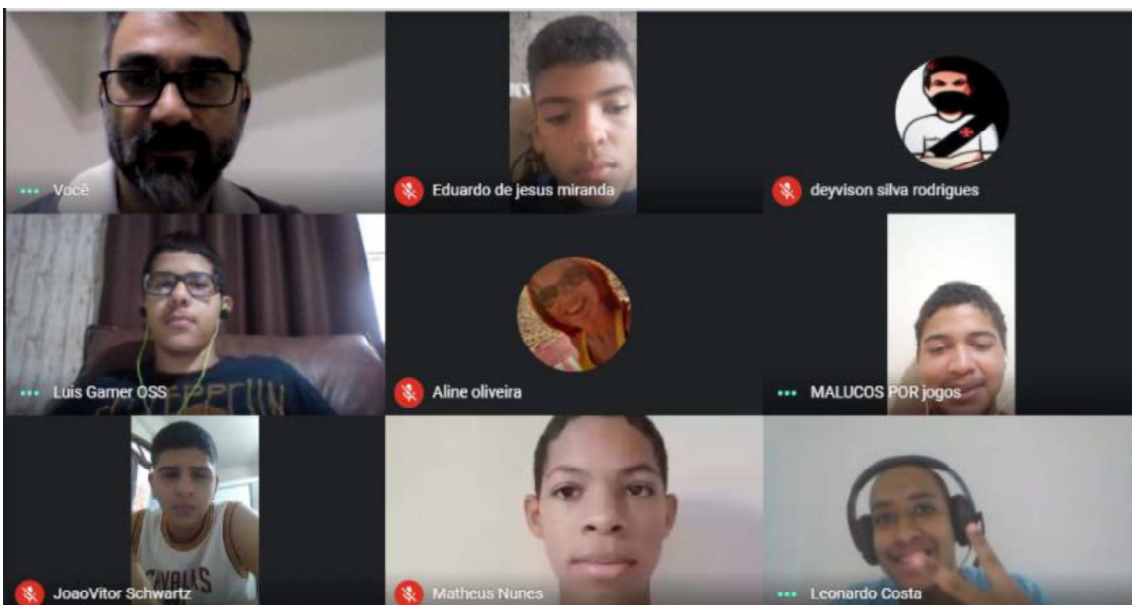 Você
Eduardo de jesus miranda
deyvison silva rodrigues
Luis Gamer OSS
Aline oliveira
MALUCOS POR jogos
JoaoVitor Schwartz
Matheus Nunes
Leonardo Costa